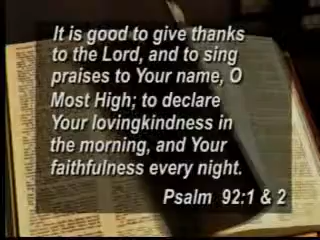 It is good to give thanks
to the Lord, and to sing
praises to Your name, O
Most High; to declare
Your lovingkindness in
the morning, and Your
faithfulness every night.
Psalm 92:1 & 2